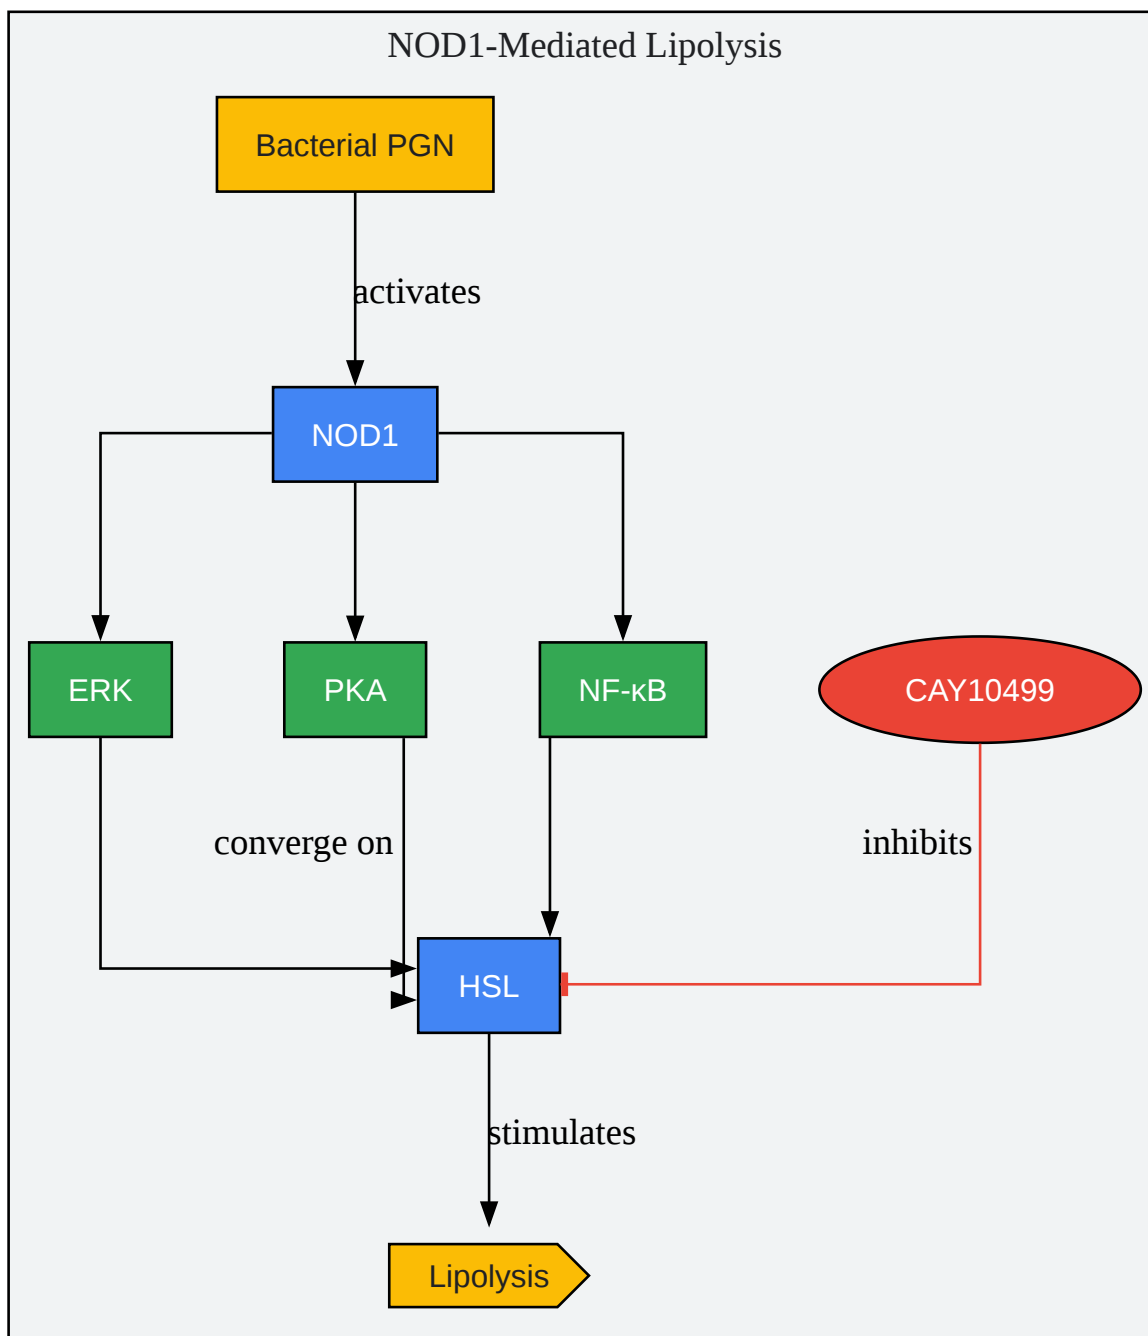 NOD1-Mediated Lipolysis
Bacterial PGN
activates
NOD1
ERK
PKA
NF-κB
CAY10499
converge on
inhibits
HSL
stimulates
Lipolysis